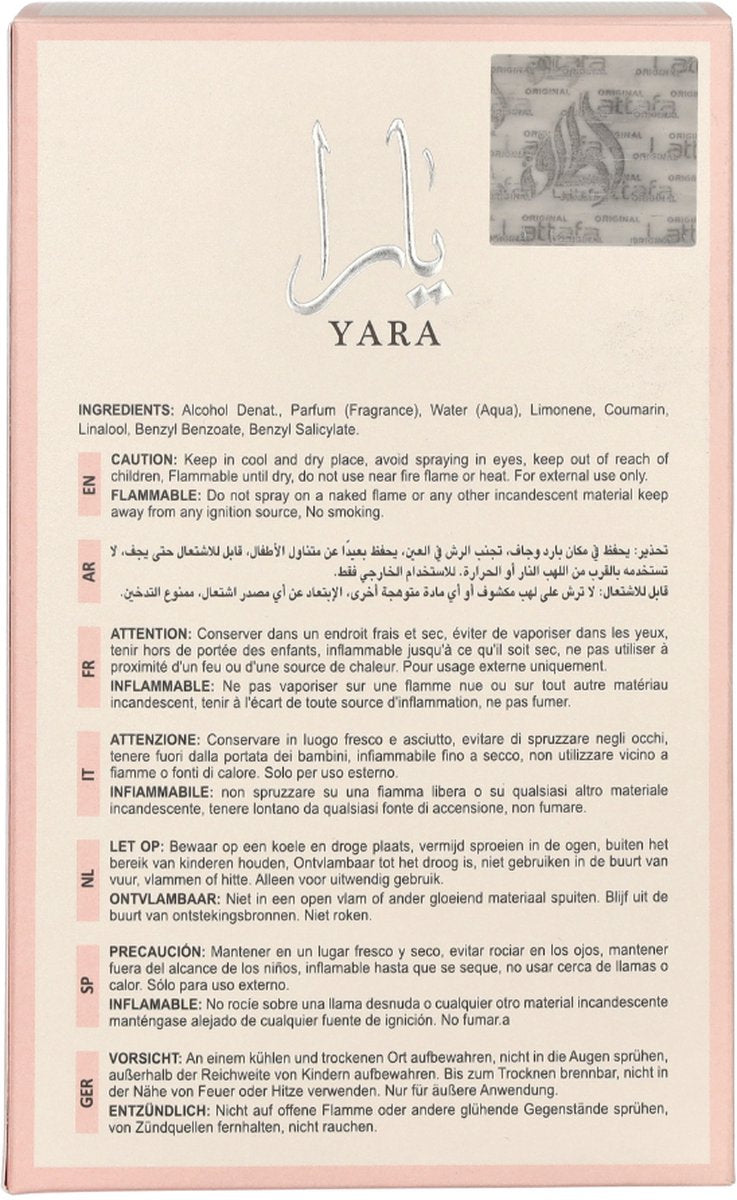 يارا
YARA
ORIGINAL
Lattafa
INGREDIENTS: Alcohol Denat., Parfum (Fragrance), Water (Aqua), Limonene, Coumarin,
Linalool, Benzyl Benzoate, Benzyl Salicylate.
EN
CAUTION: Keep in cool and dry place, avoid spraying in eyes, keep out of reach of
children, Flammable until dry, do not use near fire flame or heat. For external use only.
FLAMMABLE: Do not spray on a naked flame or any other incandescent material keep
away from any ignition source, No smoking.
AR
تحذير: يحفظ في مكان بارد وجاف، تجنب الرش في العين، يحفظ بعيدًا عن متناول الأطفال، قابل للاشتعال حتى يجف، لا
تستخدمه بالقرب من اللهب النار أو الحرارة. للاستخدام الخارجي فقط.
قابل للاشتعال: لا ترش على لهب مكشوف أو أي مادة متوهجة أخرى، الإبتعاد عن أي مصدر اشتعال، ممنوع التدخين.
FR
ATTENTION: Conserver dans un endroit frais et sec, éviter de vaporiser dans les yeux,
tenir hors de portée des enfants, inflammable jusqu'à ce qu'il soit sec, ne pas utiliser à
proximité d'un feu ou d'une source de chaleur. Pour usage externe uniquement.
INFLAMMABLE: Ne pas vaporiser sur une flamme nue ou sur tout autre matériau
incandescent, tenir à l'écart de toute source d'inflammation, ne pas fumer.
IT
ATTENZIONE: Conservare in luogo fresco e asciutto, evitare di spruzzare negli occhi,
tenere fuori dalla portata dei bambini, infiammabile fino a secco, non utilizzare vicino a
fiamme o fonti di calore. Solo per uso esterno.
INFIAMMABILE: non spruzzare su una fiamma libera o su qualsiasi altro materiale
incandescente, tenere lontano da qualsiasi fonte di accensione, non fumare.
NL
LET OP: Bewaar op een koele en droge plaats, vermijd sproeien in de ogen, buiten het
bereik van kinderen houden, Ontvlambaar tot het droog is, niet gebruiken in de buurt van
vuur, vlammen of hitte. Alleen voor uitwendig gebruik.
ONTVLAMBAAR: Niet in een open vlam of ander gloeiend materiaal spuiten. Blijf uit de
buurt van ontstekingsbronnen. Niet roken.
SP
PRECAUCIÓN: Mantener en un lugar fresco y seco, evitar rociar en los ojos, mantener
fuera del alcance de los niños, inflamable hasta que se seque, no usar cerca de llamas o
calor. Sólo para uso externo.
INFLAMABLE: No rocíe sobre una llama desnuda o cualquier otro material incandescente
manténgase alejado de cualquier fuente de ignición. No fumar.a
GER
VORSICHT: An einem kühlen und trockenen Ort aufbewahren, nicht in die Augen sprühen,
außerhalb der Reichweite von Kindern aufbewahren. Bis zum Trocknen brennbar, nicht in
der Nähe von Feuer oder Hitze verwenden. Nur für äußere Anwendung.
ENTZÜNDLICH: Nicht auf offene Flamme oder andere glühende Gegenstände sprühen,
von Zündquellen fernhalten, nicht rauchen.